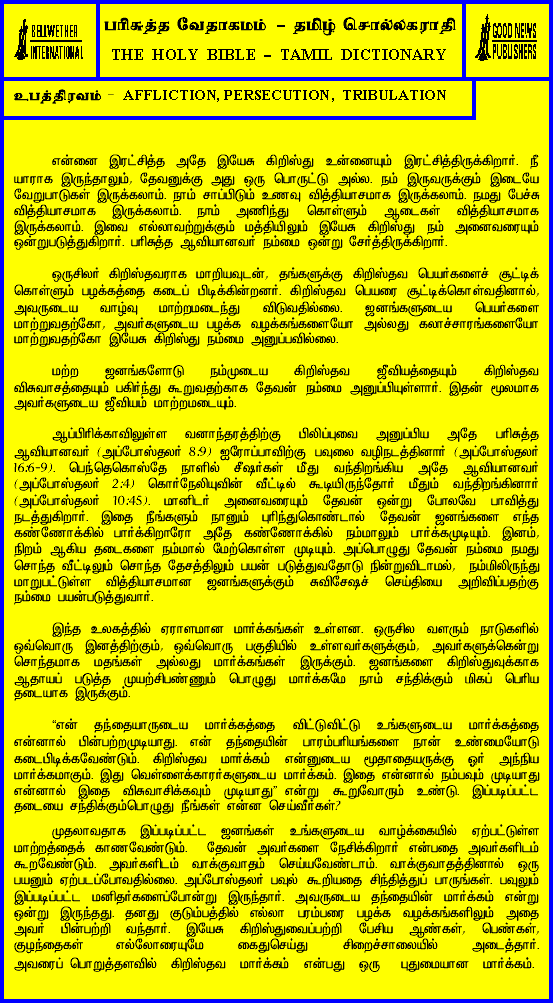 BELLWETHER
INTERNATIONAL
பரிசுத்த வேதாகமம் – தமிழ் சொல்லகராதி
THE HOLY BIBLE – TAMIL DICTIONARY
GOOD NEWS
PUBLISHERS
உபத்திரவம் – AFFLICTION, PERSECUTION, TRIBULATION
என்னை இரட்சித்த அதே இயேசு கிறிஸ்து உன்னையும் இரட்சித்திருக்கிறார். நீ
யாராக இருந்தாலும், தேவனுக்கு அது ஒரு பொருட்டு அல்ல. நம் இருவருக்கும் இடையே
வேறுபாடுகள் இருக்கலாம். நாம் சாப்பிடும் உணவு வித்தியாசமாக இருக்கலாம். நமது பேச்சு
வித்தியாசமாக இருக்கலாம். நாம் அணிந்து கொள்ளும் ஆடைகள் வித்தியாசமாக
இருக்கலாம். இவை எல்லாவற்றுக்கும் மத்தியிலும் இயேசு கிறிஸ்து நம் அனைவரையும்
ஒன்றுபடுத்துகிறார். பரிசுத்த ஆவியானவர் நம்மை ஒன்று சேர்த்திருக்கிறார்.
ஒருசிலர் கிறிஸ்தவராக மாறியவுடன், தங்களுக்கு கிறிஸ்தவ பெயர்களைச் சூட்டிக்
கொள்ளும் பழக்கத்தை கடைப் பிடிக்கின்றனர். கிறிஸ்தவ பெயரை சூட்டிக்கொள்வதினால்,
அவருடைய வாழ்வு மாற்றமடைந்து விடுவதில்லை. ஜனங்களுடைய பெயர்களை
மாற்றுவதற்கோ, அவர்களுடைய பழக்க வழக்கங்களையோ அல்லது கலாச்சாரங்களையோ
மாற்றுவதற்கோ இயேசு கிறிஸ்து நம்மை அனுப்பவில்லை.
மற்ற ஜனங்களோடு நம்முடைய கிறிஸ்தவ ஜீவியத்தையும் கிறிஸ்தவ
விசுவாசத்தையும் பகிர்ந்து கூறுவதற்காக தேவன் நம்மை அனுப்பியுள்ளார். இதன் மூலமாக
அவர்களுடைய ஜீவியம் மாற்றமடையும்.
ஆப்பிரிக்காவிலுள்ள வனாந்தரத்திற்கு பிலிப்புவை அனுப்பிய அதே பரிசுத்த
ஆவியானவர் (அப்போஸ்தலர் 8:9) ஐரோப்பாவிற்கு பவுலை வழிநடத்தினார் (அப்போஸ்தலர்
16:6-9). பெந்தெகொஸ்தே நாளில் சீஷர்கள் மீது வந்திறங்கிய அதே ஆவியானவர்
(அப்போஸ்தலர் 2:4) கொர்நேலியுவின் வீட்டில் கூடியிருந்தோர் மீதும் வந்திறங்கினார்
(அப்போஸ்தலர் 10:45). மானிடர் அனைவரையும் தேவன் ஒன்று போலவே பாவித்து
நடத்துகிறார். இதை நீங்களும் நானும் புரிந்துகொண்டால் தேவன் ஜனங்களை எந்த
கண்ணோக்கில் பார்க்கிறாரோ அதே கண்ணோக்கில் நம்மாலும் பார்க்கமுடியும். இனம்,
நிறம் ஆகிய தடைகளை நம்மால் மேற்கொள்ள முடியும். அப்பொழுது தேவன் நம்மை நமது
சொந்த வீட்டிலும் சொந்த தேசத்திலும் பயன் படுத்துவதோடு நின்றுவிடாமல், நம்மிலிருந்து
மாறுபட்டுள்ள வித்தியாசமான ஜனங்களுக்கும் சுவிசேஷச் செய்தியை அறிவிப்பதற்கு
நம்மை பயன்படுத்துவார்.
இந்த உலகத்தில் ஏராளமான மார்க்கங்கள் உள்ளன. ஒருசில வளரும் நாடுகளில்
ஒவ்வொரு இனத்திற்கும், ஒவ்வொரு பகுதியில் உள்ளவர்களுக்கும், அவர்களுக்கென்று
சொந்தமாக மதங்கள் அல்லது மார்க்கங்கள் இருக்கும். ஜனங்களை கிறிஸ்துவுக்காக
ஆதாயப் படுத்த முயற்சிபண்ணும் பொழுது மார்க்கமே நாம் சந்திக்கும் மிகப் பெரிய
தடையாக இருக்கும்.
“என் தந்தையாருடைய மார்க்கத்தை விட்டுவிட்டு உங்களுடைய மார்க்கத்தை
என்னால் பின்பற்றமுடியாது. என் தந்தையின் பாரம்பரியங்களை நான் உண்மையோடு
கடைபிடிக்கவேண்டும். கிறிஸ்தவ மார்க்கம் என்னுடைய மூதாதையருக்கு ஓர் அந்நிய
மார்க்கமாகும். இது வெள்ளைக்காரர்களுடைய மார்க்கம். இதை என்னால் நம்பவும் முடியாது
என்னால் இதை விசுவாசிக்கவும் முடியாது” என்று கூறுவோரும் உண்டு. இப்படிப்பட்ட
தடையை சந்திக்கும்பொழுது நீங்கள் என்ன செய்வீர்கள்?
முதலாவதாக இப்படிப்பட்ட ஜனங்கள் உங்களுடைய வாழ்க்கையில் ஏற்பட்டுள்ள
மாற்றத்தைக் காணவேண்டும். தேவன் அவர்களை நேசிக்கிறார் என்பதை அவர்களிடம்
கூறவேண்டும். அவர்களிடம் வாக்குவாதம் செய்யவேண்டாம். வாக்குவாதத்தினால் ஒரு
பயனும் ஏற்படப்போவதில்லை. அப்போஸ்தலர் பவுல் கூறியதை சிந்தித்துப் பாருங்கள். பவுலும்
இப்படிப்பட்ட மனிதர்களைப்போன்று இருந்தார். அவருடைய தந்தையின் மார்க்கம் என்று
ஒன்று இருந்தது. தனது குடும்பத்தில் எல்லா பரம்பரை பழக்க வழக்கங்களிலும் அதை
அவர் பின்பற்றி வந்தார். இயேசு கிறிஸ்துவைப்பற்றி பேசிய ஆண்கள், பெண்கள்,
குழந்தைகள் எல்லோரையுமே கைதுசெய்து சிறைச்சாலையில் அடைத்தார்.
அவரைப் பொறுத்தளவில் கிறிஸ்தவ மார்க்கம் என்பது ஒரு புதுமையான மார்க்கம்.